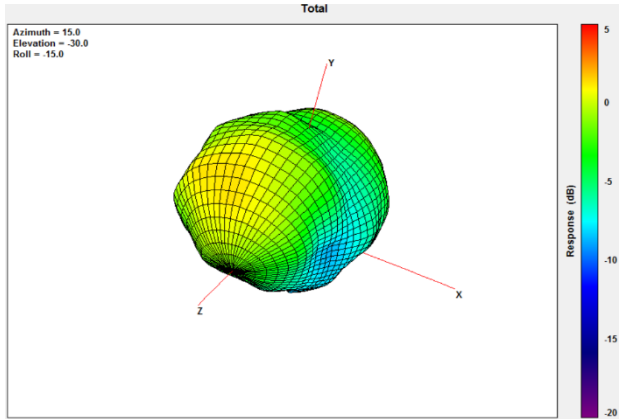 Total
Azimuth = 15.0
Elevation = -30.0
Roll = -15.0
Y
X
Z
5
0
-5
-10
-15
-20
Response (dB)